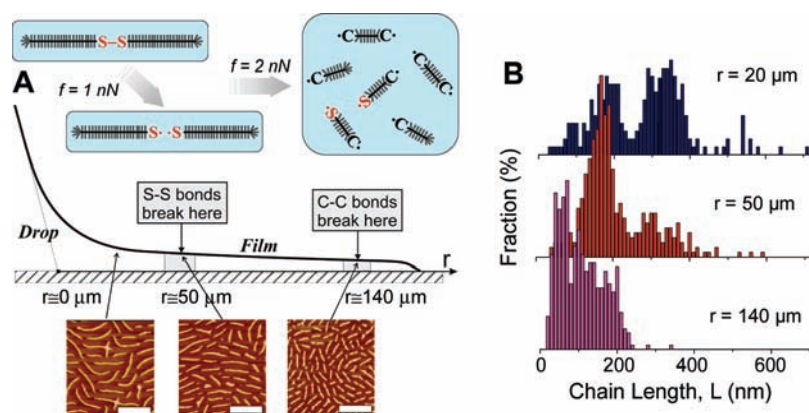 S–S
f = 1 nN
f = 2 nN
S· ·S
·C C·
·C
C·
·S
C·
·S
C·
·C
A
Drop
S-S bonds
break here
C-C bonds
break here
Film
r
r≅0 μm
r≅50 μm
r≅140 μm
B
r = 20 μm
r = 50 μm
r = 140 μm
Fraction (%)
0 200 400 600
Chain Length, L (nm)